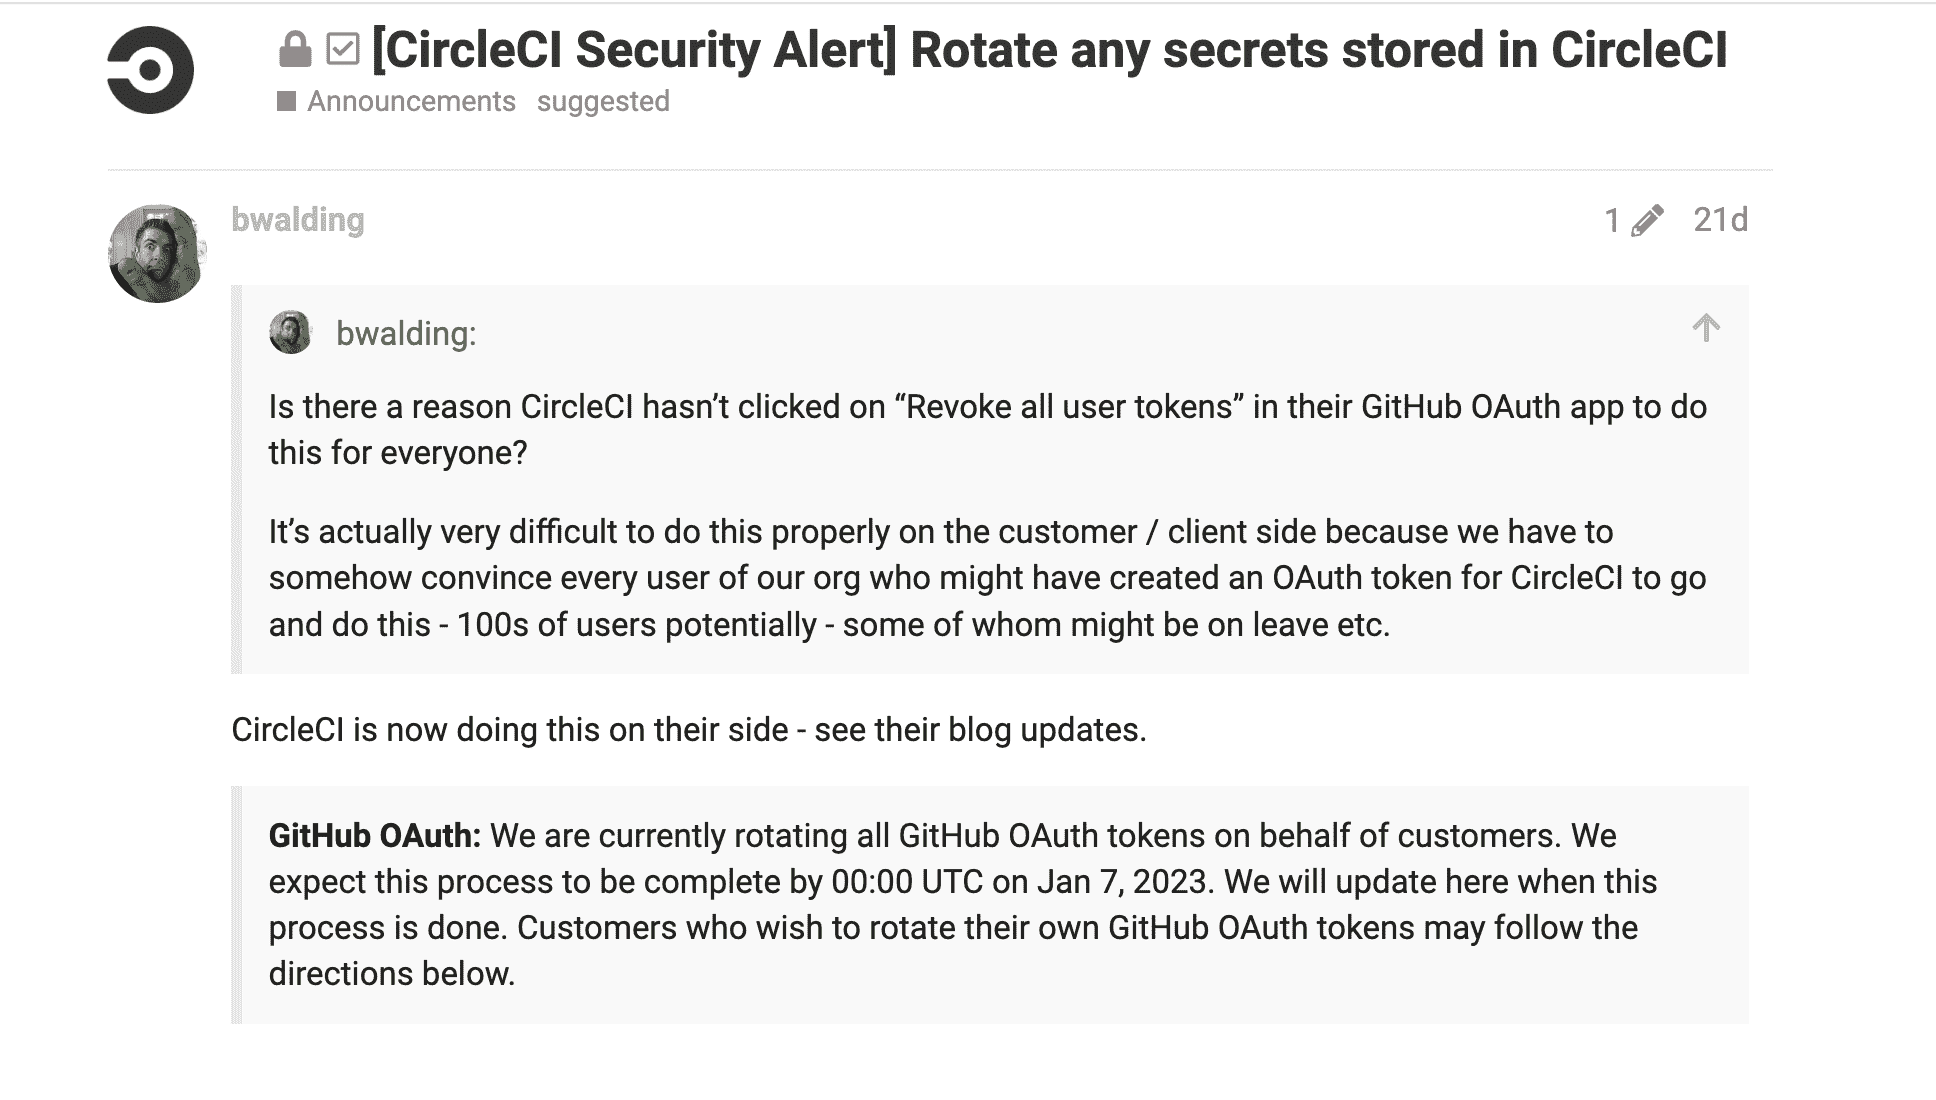 [CircleCI Security Alert] Rotate any secrets stored in CircleCI
Announcements suggested
bwalding
1 21d
bwalding:
Is there a reason CircleCI hasn’t clicked on “Revoke all user tokens” in their GitHub OAuth app to do
this for everyone?
It’s actually very difficult to do this properly on the customer / client side because we have to
somehow convince every user of our org who might have created an OAuth token for CircleCI to go
and do this - 100s of users potentially - some of whom might be on leave etc.
CircleCI is now doing this on their side - see their blog updates.
GitHub OAuth: We are currently rotating all GitHub OAuth tokens on behalf of customers. We
expect this process to be complete by 00:00 UTC on Jan 7, 2023. We will update here when this
process is done. Customers who wish to rotate their own GitHub OAuth tokens may follow the
directions below.